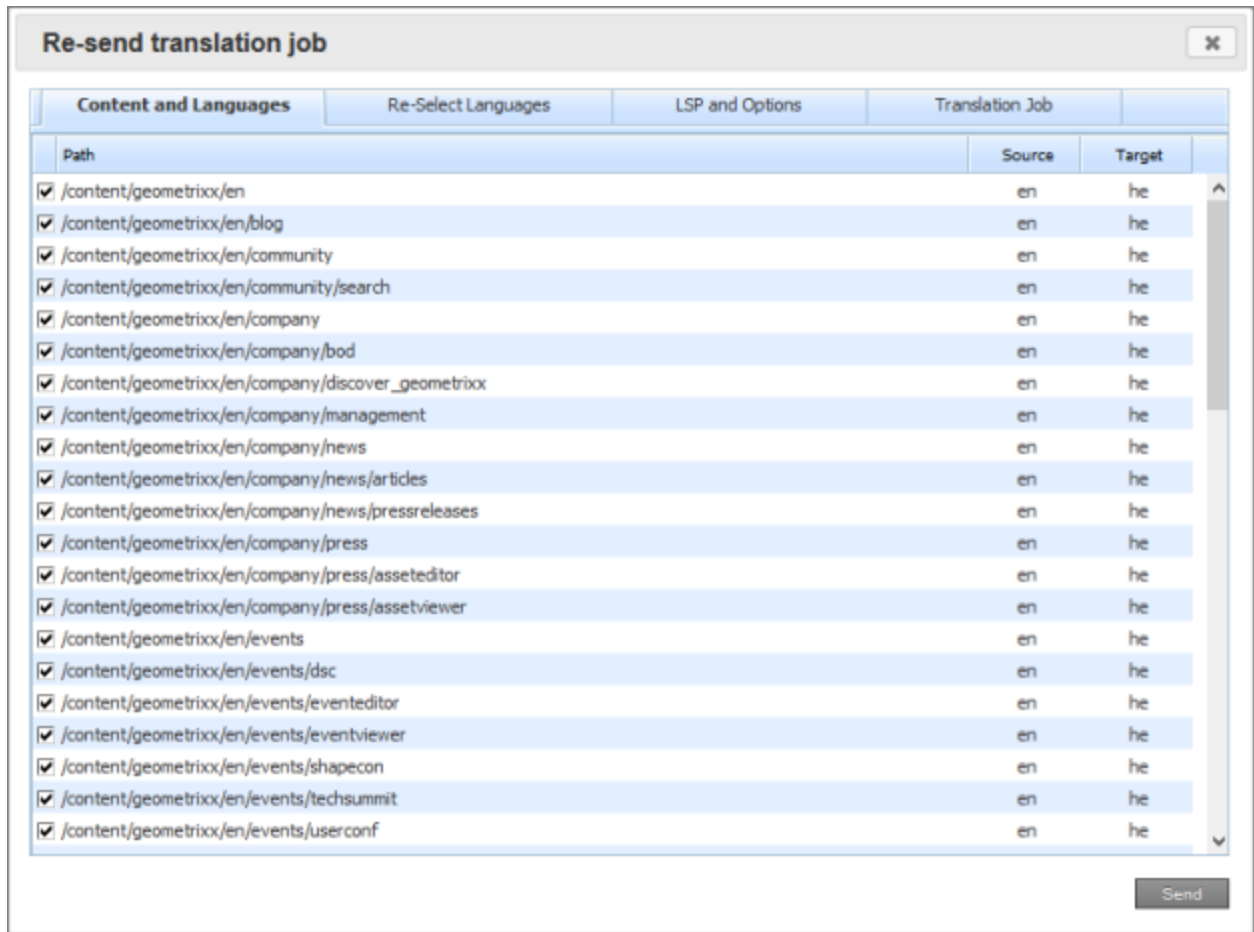 Re-send translation job
Content and Languages Re-Select Languages LSP and Options Translation Job
Path Source Target
/content/geometrixx/en en he
/content/geometrixx/en/blog en he
/content/geometrixx/en/community en he
/content/geometrixx/en/community/search en he
/content/geometrixx/en/company en he
/content/geometrixx/en/company/bod en he
/content/geometrixx/en/company/discover_geometrixx en he
/content/geometrixx/en/company/management en he
/content/geometrixx/en/company/news en he
/content/geometrixx/en/company/news/articles en he
/content/geometrixx/en/company/news/pressreleases en he
/content/geometrixx/en/company/press en he
/content/geometrixx/en/company/press/asseteditor en he
/content/geometrixx/en/company/press/assetviewer en he
/content/geometrixx/en/events en he
/content/geometrixx/en/events/dsc en he
/content/geometrixx/en/events/eventeditor en he
/content/geometrixx/en/events/eventviewer en he
/content/geometrixx/en/events/shapecon en he
/content/geometrixx/en/events/techsummit en he
/content/geometrixx/en/events/userconf en he
Send